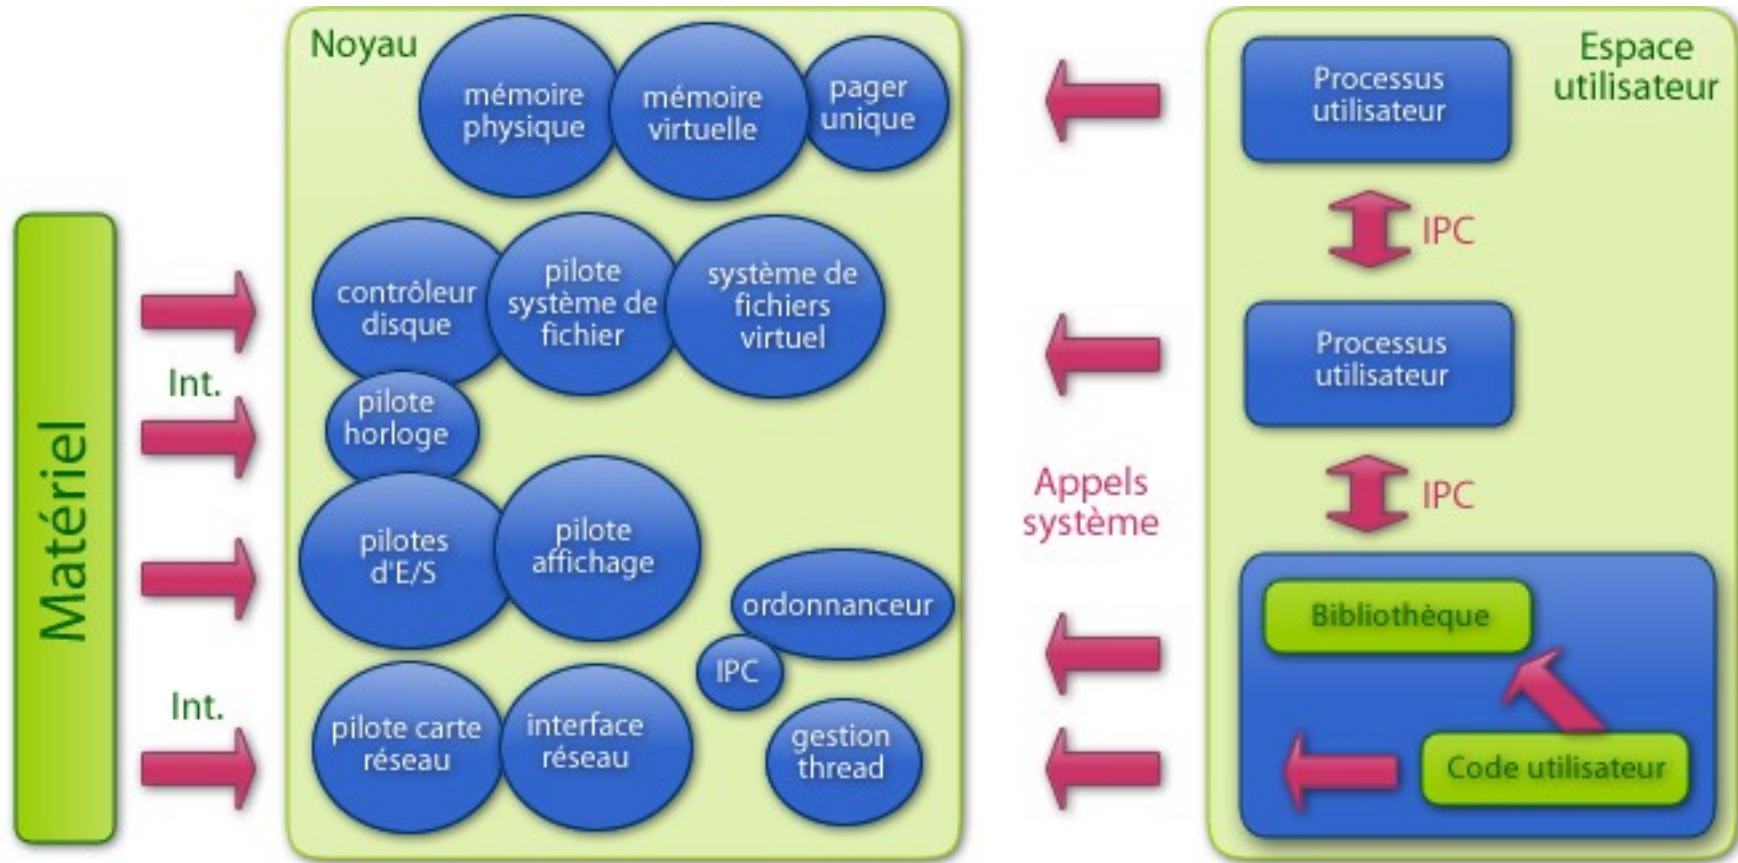 Noyau
mémoire
physique
mémoire
virtuelle
pager
unique
contrôleur
disque
pilote
système de
fichier
système de
fichiers
virtuel
pilote
horloge
pilotes
d'E/S
pilote
affichage
ordonnanceur
IPC
pilote carte
réseau
interface
réseau
gestion
thread
Matériel
Int.
Int.
Appels
système
Espace
utilisateur
Processus
utilisateur
IPC
Processus
utilisateur
IPC
Bibliothèque
Code utilisateur